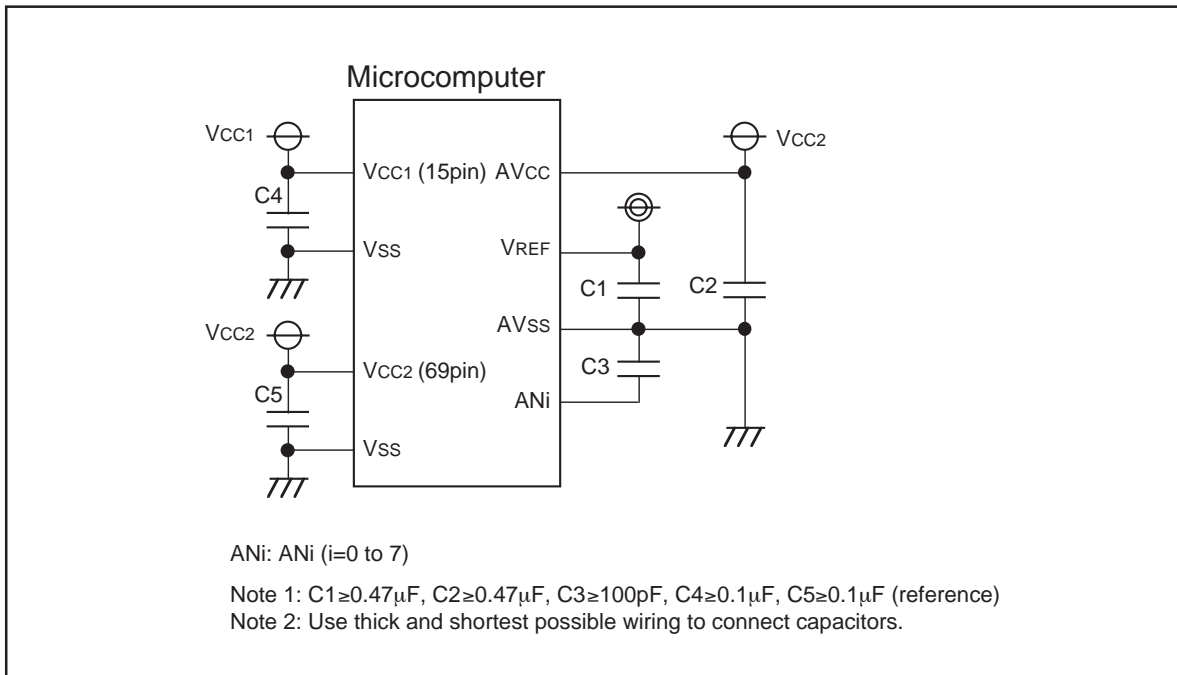 Microcomputer
VCC1
VCC2
VCC1 (15pin) AVCC
C4
VSS
VREF
C1
C2
AVSS
VCC2
C3
VCC2 (69pin)
C5
ANi
VSS
ANi: ANi (i=0 to 7)
Note 1: C1≥0.47μF, C2≥0.47μF, C3≥100pF, C4≥0.1μF, C5≥0.1μF (reference)
Note 2: Use thick and shortest possible wiring to connect capacitors.